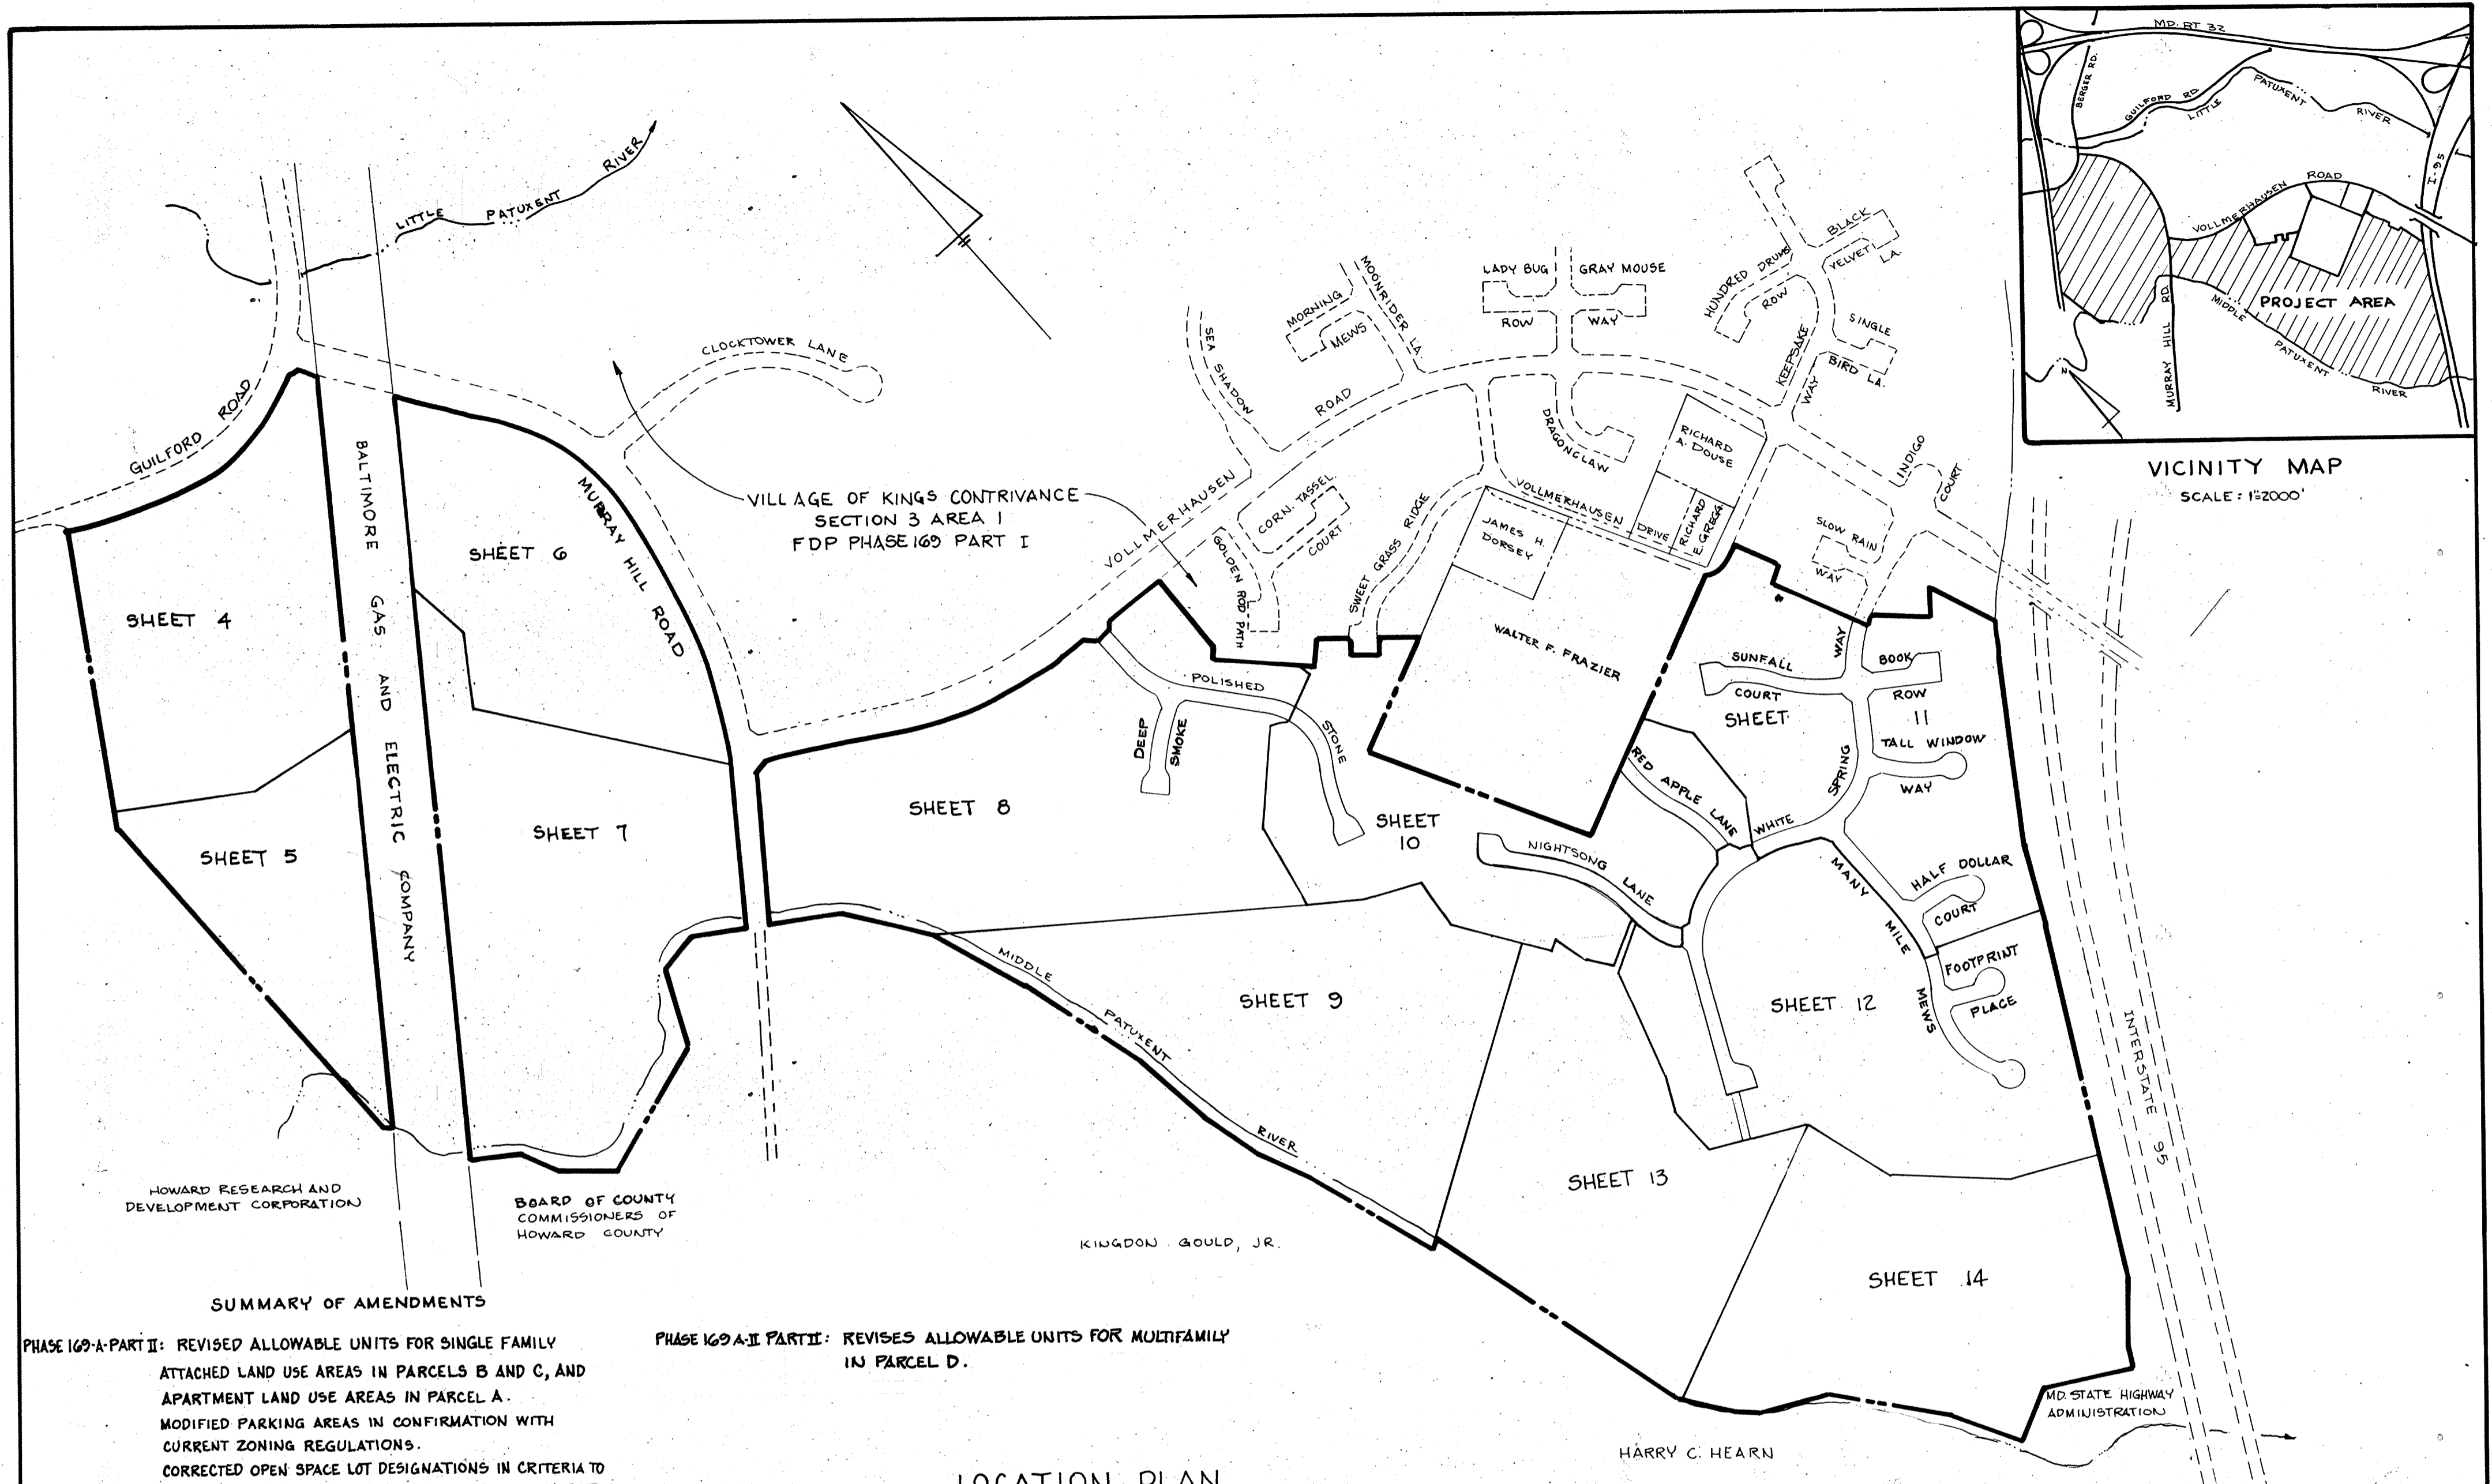 MD. RT 32
BERGER RD.
GUILFORD RD.
LITTLE PATUXENT RIVER
I-95
VOLLMERHAUSEN ROAD
PROJECT AREA
MURRAY HILL RD.
MIDDLE PATUXENT RIVER
N
VICINITY MAP
SCALE: 1"=2000'
LITTLE PATUXENT RIVER
GUILFORD ROAD
CLOCKTOWER LANE
BALTIMORE GAS AND ELECTRIC COMPANY
MURRAY HILL ROAD
VILLAGE OF KINGS CONTRIVANCE
SECTION 3 AREA 1
FDP PHASE 169 PART I
SEA SHADOW
MORNING
MEWS
MOONRIDER LA.
LADY BUG
ROW
GRAY MOUSE
WAY
HUNDRED DRUMS
ROW
BLACK
VELVET LA.
KEEPSAKE
WAY
SINGLE
BIRD LA.
VOLLMERHAUSEN ROAD
DRAGONCLAW
RICHARD
A. DOUSE
INDIGO
COURT
CORN TASSEL
COURT
GOLDEN ROD PATH
SWEET GRASS RIDGE
VOLLMERHAUSEN DRIVE
JAMES H.
DORSEY
RICHARD
E. GREGG
SLOW RAIN
WAY
WALTER F. FRAZIER
SHEET 4
SHEET 5
SHEET 6
SHEET 7
SHEET 8
POLISHED STONE
DEEP
SMOKE
SHEET
10
NIGHTSONG LANE
RED APPLE LANE
WHITE SPRING WAY
SUNFALL
COURT
SHEET
11
BOOK
ROW
TALL WINDOW
WAY
MANY MILE MEWS
HALF DOLLAR
COURT
FOOTPRINT
PLACE
SHEET 9
SHEET 12
SHEET 13
SHEET 14
INTERSTATE 95
MIDDLE PATUXENT RIVER
HOWARD RESEARCH AND
DEVELOPMENT CORPORATION
BOARD OF COUNTY
COMMISSIONERS OF
HOWARD COUNTY
KINGDON GOULD, JR.
HARRY C. HEARN
MD. STATE HIGHWAY
ADMINISTRATION
SUMMARY OF AMENDMENTS
PHASE 169-A-PART II: REVISED ALLOWABLE UNITS FOR SINGLE FAMILY
ATTACHED LAND USE AREAS IN PARCELS B AND C, AND
APARTMENT LAND USE AREAS IN PARCEL A.
MODIFIED PARKING AREAS IN CONFIRMATION WITH
CURRENT ZONING REGULATIONS.
CORRECTED OPEN SPACE LOT DESIGNATIONS IN CRITERIA TO
PHASE 169 A-II PART II: REVISES ALLOWABLE UNITS FOR MULTIFAMILY
IN PARCEL D.
LOCATION PLAN